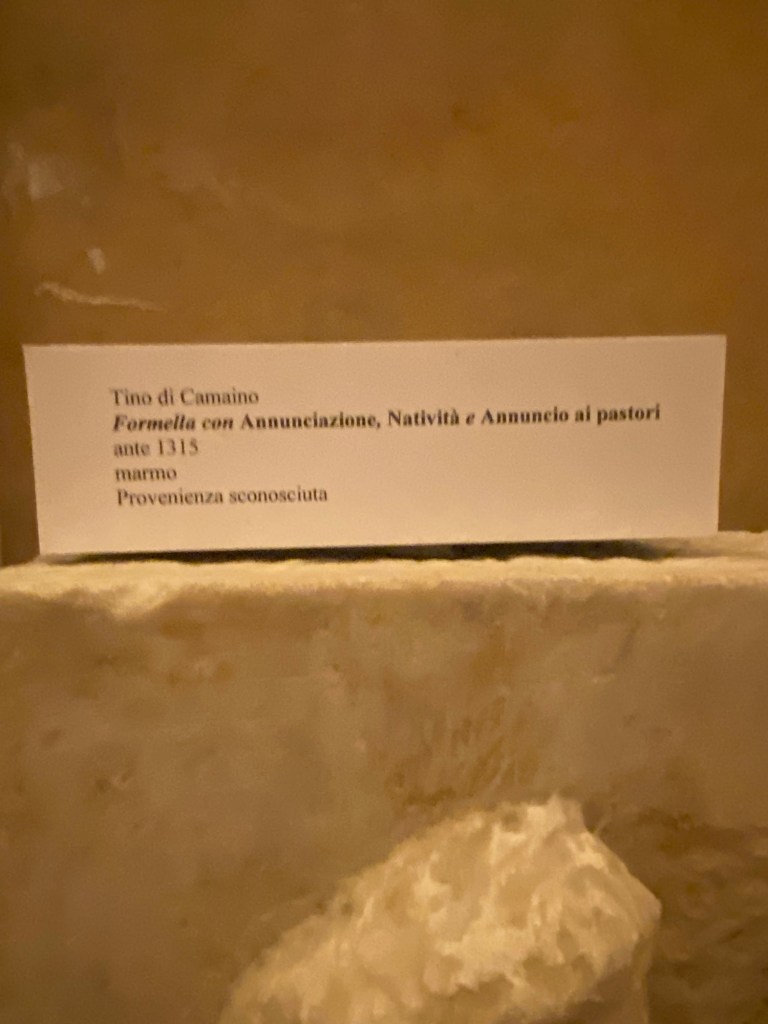 Tino di Camaino
Formella con Annunciazione, Natività e Annuncio ai pastori
ante 1315
marmo
Provenienza sconosciuta